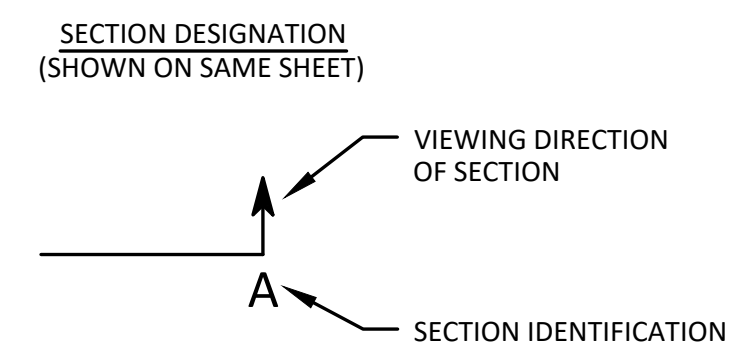 SECTION DESIGNATION
(SHOWN ON SAME SHEET)
VIEWING DIRECTION
OF SECTION
A
SECTION IDENTIFICATION